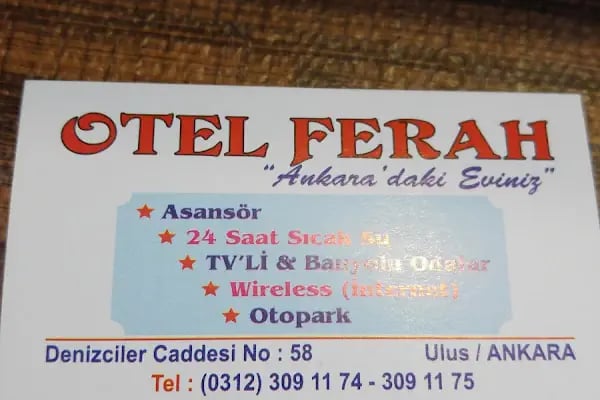 OTEL FERAH
"Ankara'daki Eviniz"
★ Asansör
★ 24 Saat Sıcak Su
★ TV'Lİ & Banyolu Odalar
★ Wireless (İnternet)
★ Otopark
Denizciler Caddesi No : 58 Ulus / ANKARA
Tel : (0312) 309 11 74 - 309 11 75